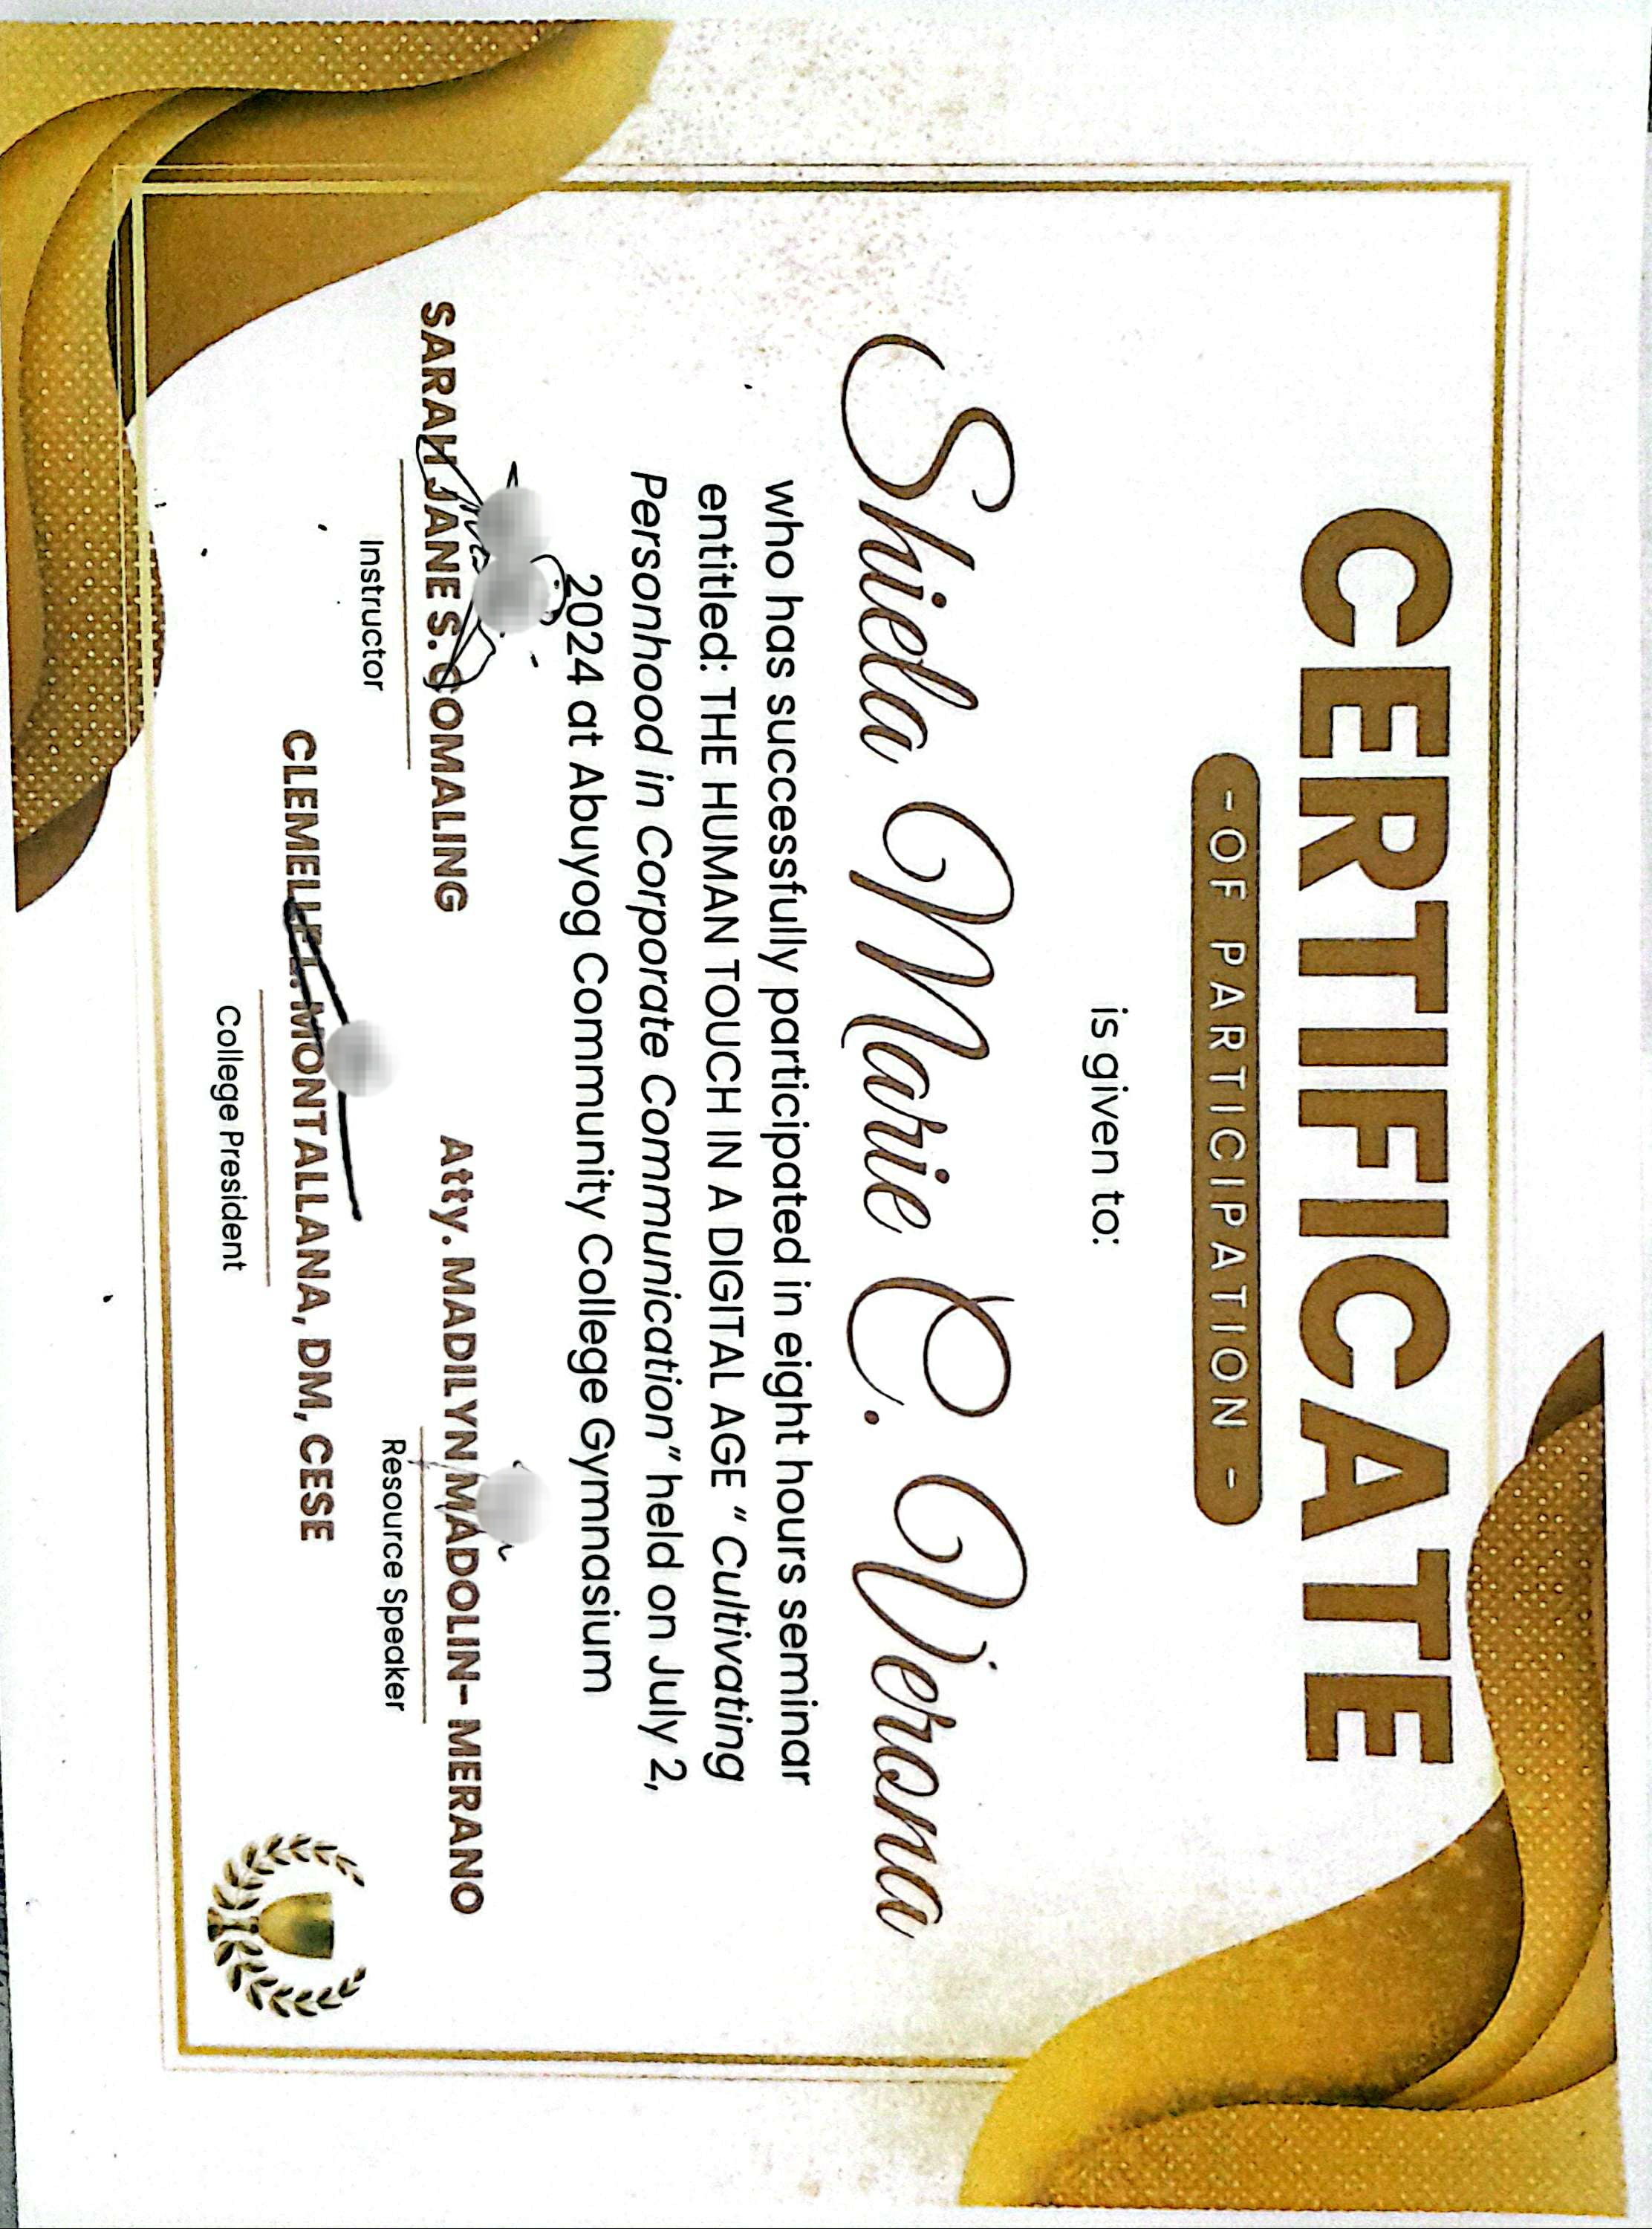 CERTIFICATE
-OF PARTICIPATION -
is given to:
Shiela Marie C. Verona
who has successfully participated in eight hours seminar
entitled: THE HUMAN TOUCH IN A DIGITAL AGE “ Cultivating
Personhood in Corporate Communication” held on July 2,
2024 at Abuyog Community College Gymnasium
SARAH JANE S. COMALING
Instructor
Atty. MADILYN MADOLIN- MERANO
Resource Speaker
CLEMELLE L. MONTALLANA, DM, CESE
College President